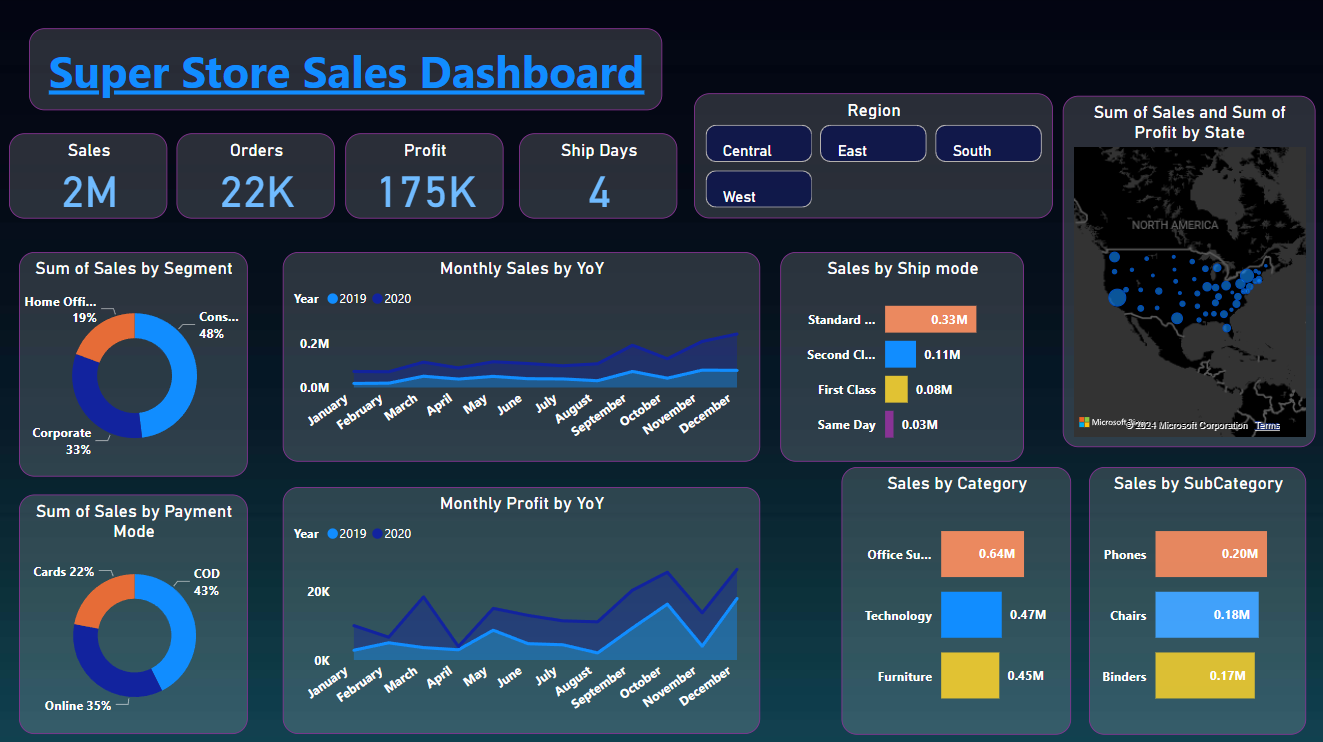 Super Store Sales Dashboard
Sales
2M
Orders
22K
Profit
175K
Ship Days
4
Region
Central
East
South
West
Sum of Sales and Sum of
Profit by State
NORTH AMERICA
Microsoft
© 2024 Microsoft Corporation
Terms
Sum of Sales by Segment
Home Offi...
19%
Cons...
48%
Corporate
33%
Monthly Sales by YoY
Year 2019 2020
0.2M
0.0M
January
February
March
April
May
June
July
August
September
October
November
December
Sales by Ship mode
Standard ... 0.33M
Second Cl... 0.11M
First Class 0.08M
Same Day 0.03M
Sum of Sales by Payment
Mode
Cards 22%
COD
43%
Online 35%
Monthly Profit by YoY
Year 2019 2020
20K
0K
January
February
March
April
May
June
July
August
September
October
November
December
Sales by Category
Office Su... 0.64M
Technology 0.47M
Furniture 0.45M
Sales by SubCategory
Phones 0.20M
Chairs 0.18M
Binders 0.17M